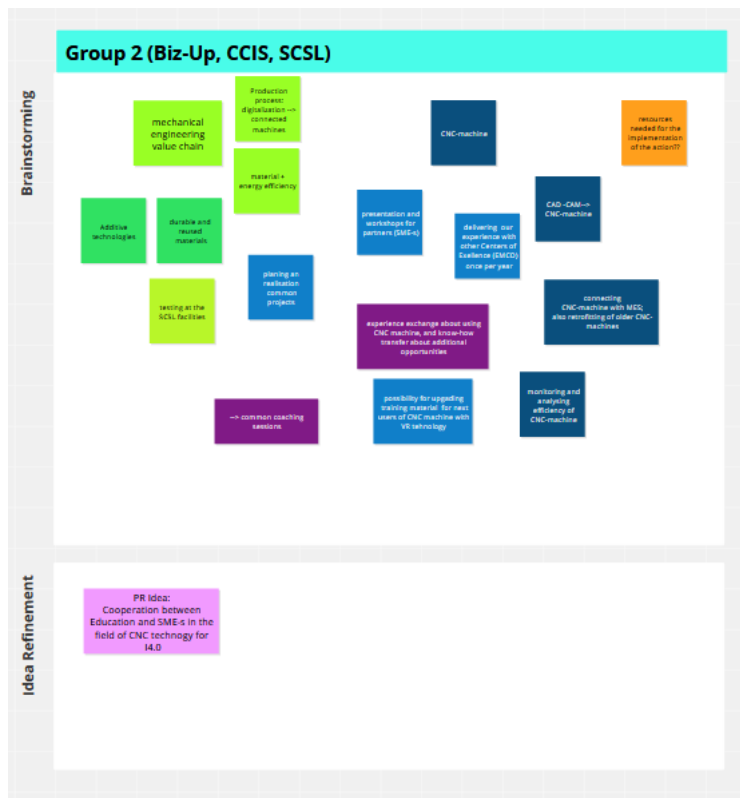 Group 2 (Biz-Up, CCIS, SCSL)
Brainstorming
mechanical
engineering
value chain
Production
process:
digitalization -->
connected
machines
material +
energy efficiency
CNC-machine
resources
needed for the
implementation
of the action??
Additive
technologies
durable and
reused
materials
presentation and
workshops for
partners (SME-s)
delivering our
experience with
other Centers of
Exellence (EMCO)
once per year
CAD -CAM-->
CNC-machine
testing at the
SCSL facilities
planing an
realisation
common
projects
experience exchange about using
CNC machine, and know-how
transfer about additional
opportunities
connecting
CNC-machine with MES;
also retrofitting of older CNC-
machines
--> common coaching
sessions
possibility for upgading
training material for next
users of CNC machine with
VR tehnology
monitoring and
analysing
efficiency of
CNC-machine
Idea Refinement
PR Idea:
Cooperation between
Education and SME-s in the
field of CNC technogy for
I4.0